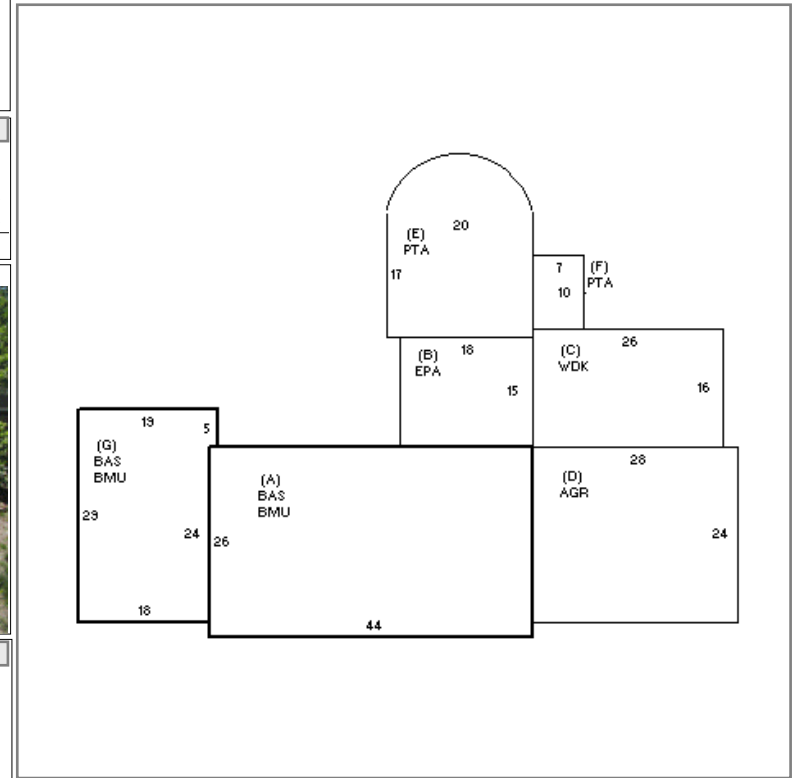 20
(E)
PTA
17
7
(F)
PTA
10
18
(B)
EPA
15
26
(C)
WDK
16
19
5
(G)
BAS
BMU
29
24
18
(A)
BAS
BMU
26
44
28
(D)
AGR
24